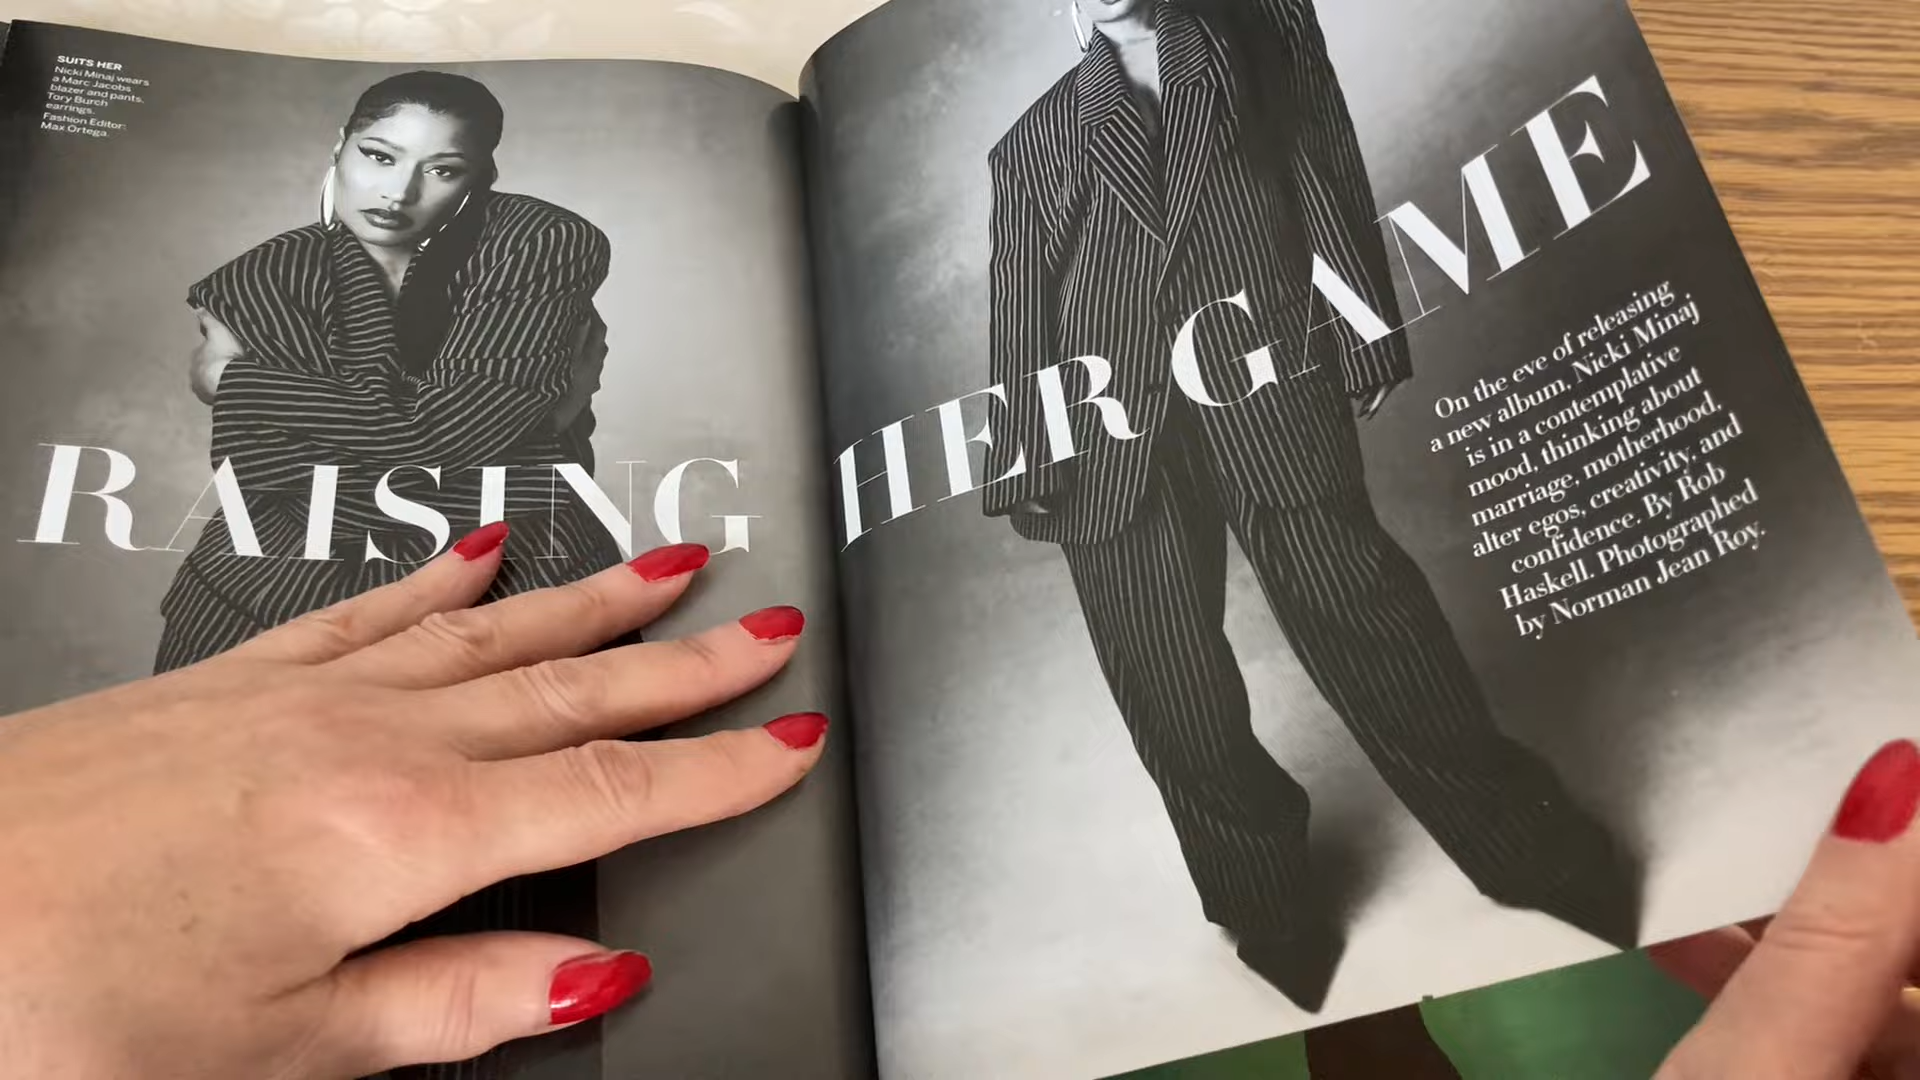 SUITS HER
Nicki Minaj wears
a Marc Jacobs
blazer and pants.
Tory Burch
earrings.
Fashion Editor:
Max Ortega.
RAISING
HER GAME
On the eve of releasing
a new album, Nicki Minaj
is in a contemplative
mood, thinking about
marriage, motherhood,
alter egos, creativity, and
confidence. By Rob
Haskell. Photographed
by Norman Jean Roy.